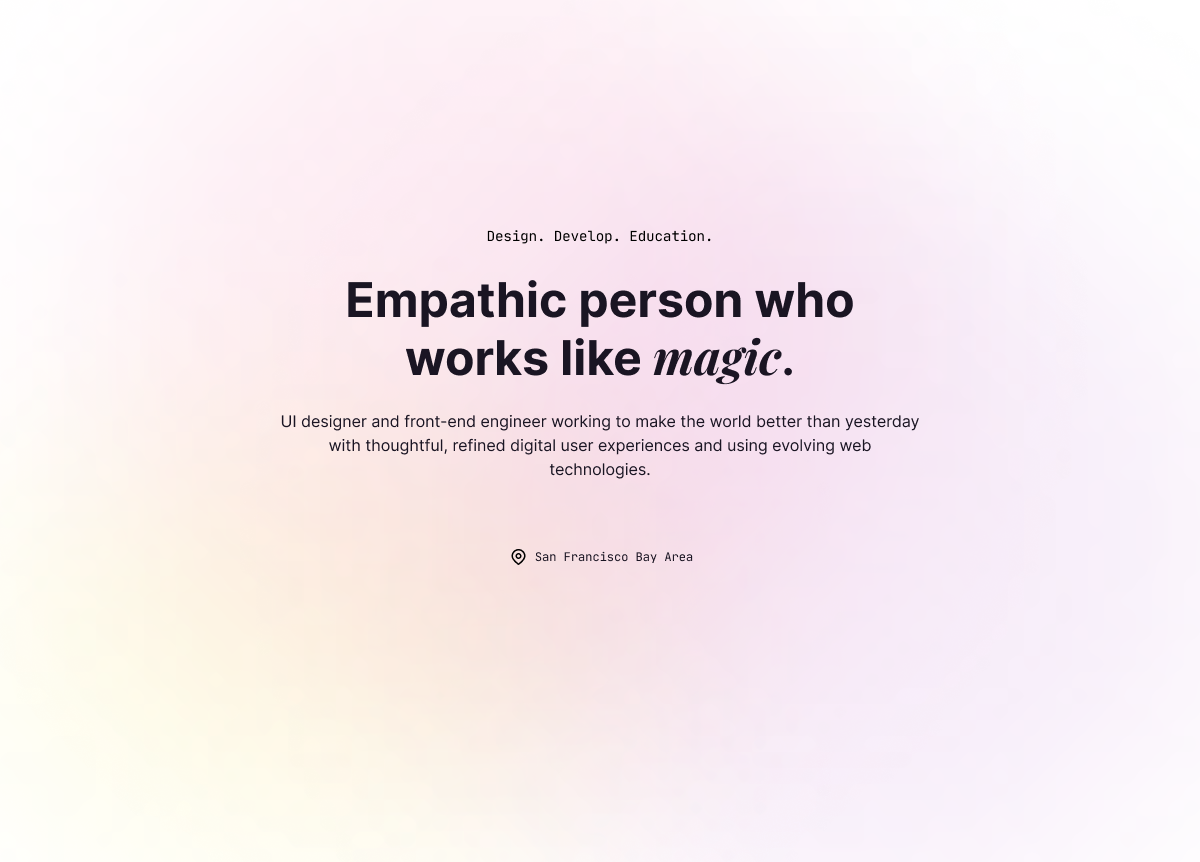 Design. Develop. Education.
Empathic person who
works like magic.
UI designer and front-end engineer working to make the world better than yesterday
with thoughtful, refined digital user experiences and using evolving web
technologies.
San Francisco Bay Area